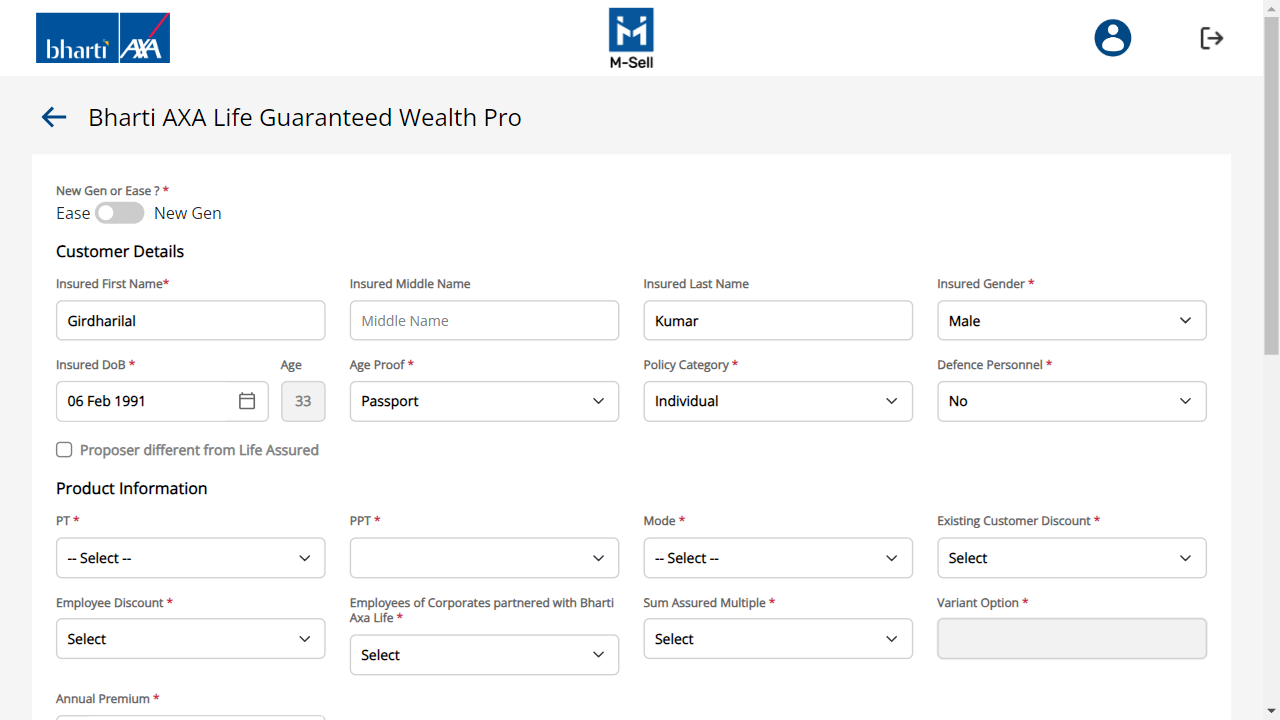 bharti AXA
M-Sell
Bharti AXA Life Guaranteed Wealth Pro
New Gen or Ease ? *
Ease New Gen
Customer Details
Insured First Name* Insured Middle Name Insured Last Name Insured Gender *
Girdharilal Middle Name Kumar Male
Insured DoB * Age Age Proof * Policy Category * Defence Personnel *
06 Feb 1991 33 Passport Individual No
Proposer different from Life Assured
Product Information
PT * PPT * Mode * Existing Customer Discount *
-- Select -- -- Select -- Select
Employee Discount * Employees of Corporates partnered with Bharti Sum Assured Multiple * Variant Option *
Axa Life *
Select Select Select
Annual Premium *